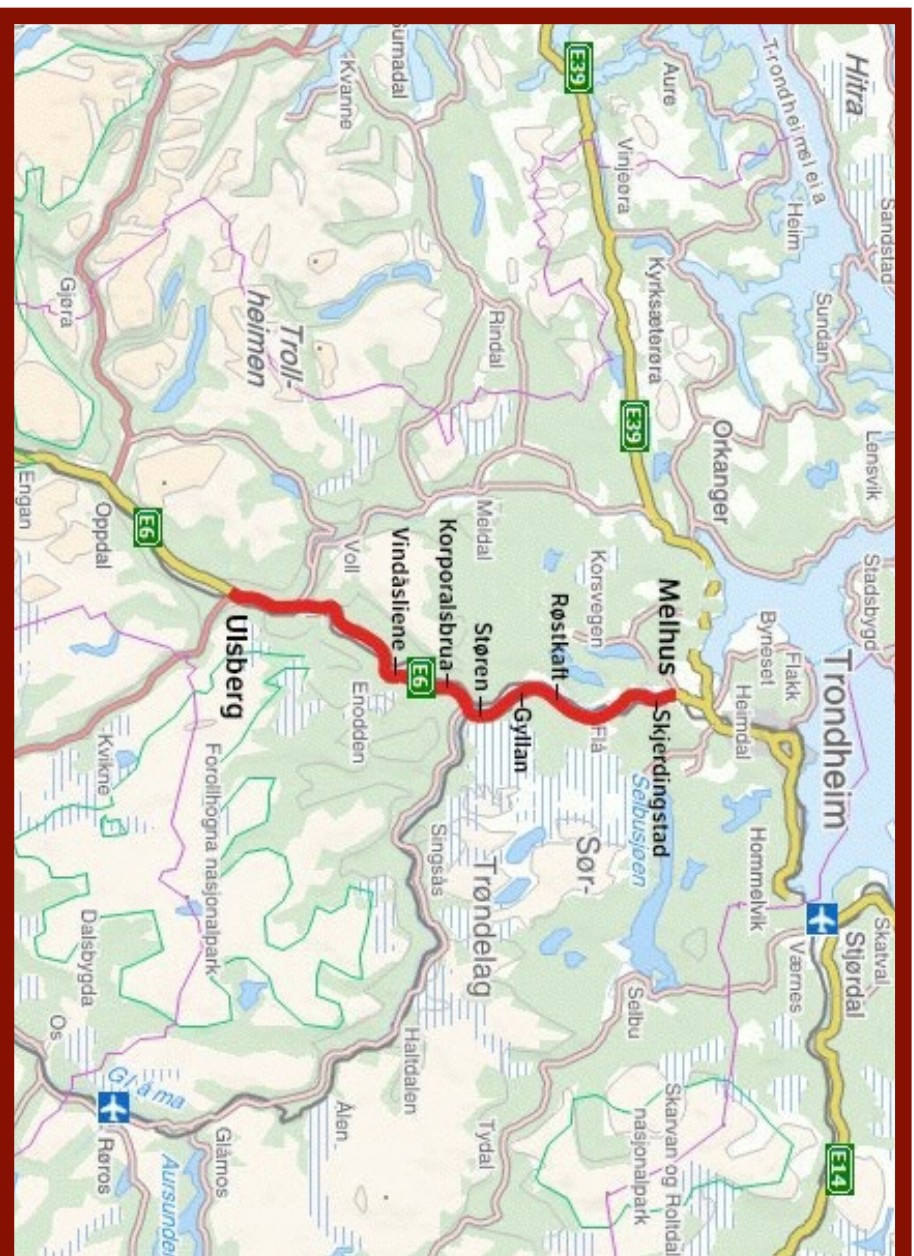 Sandstad
Lensvik
Stadsbygd
Skatval
Hitra
Stjørdal
Sundan
Trondheim
E14
Trondheimsleia
Heim
Flakk
Værnes
Byneset
Hommelvik
Heimdal
Orkanger
Aure
Skarvan og Roltdal
nasjonalpark
Kyrksæterøra
Melhus
Skjerdingstad
Vinjeøra
E39
E39
Selbusjøen
Selbu
Korsvegen
Flå
Sør-
Trøndelag
Røstkaft
Gyllan
Rindal
Meldal
Støren
Tydal
Korporalsbrua
Singsås
E6
Haltdalen
Vindåsliene
Surnadal
Kvanne
Voll
Enodden
Ålen
Troll-
heimen
Ulsberg
Forollhogna nasjonalpark
Glåmos
Aursunden
E6
Glåma
Røros
Gjøra
Oppdal
Kvikne
Dalsbygda
Os
Engan